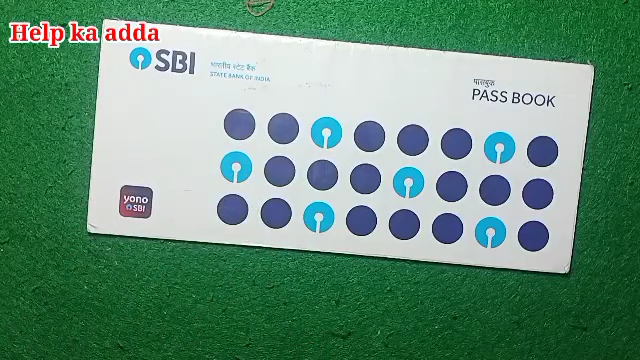 Help ka adda
SBI
भारतीय स्टेट बैंक
STATE BANK OF INDIA
पासबुक
PASS BOOK
yono
SBI